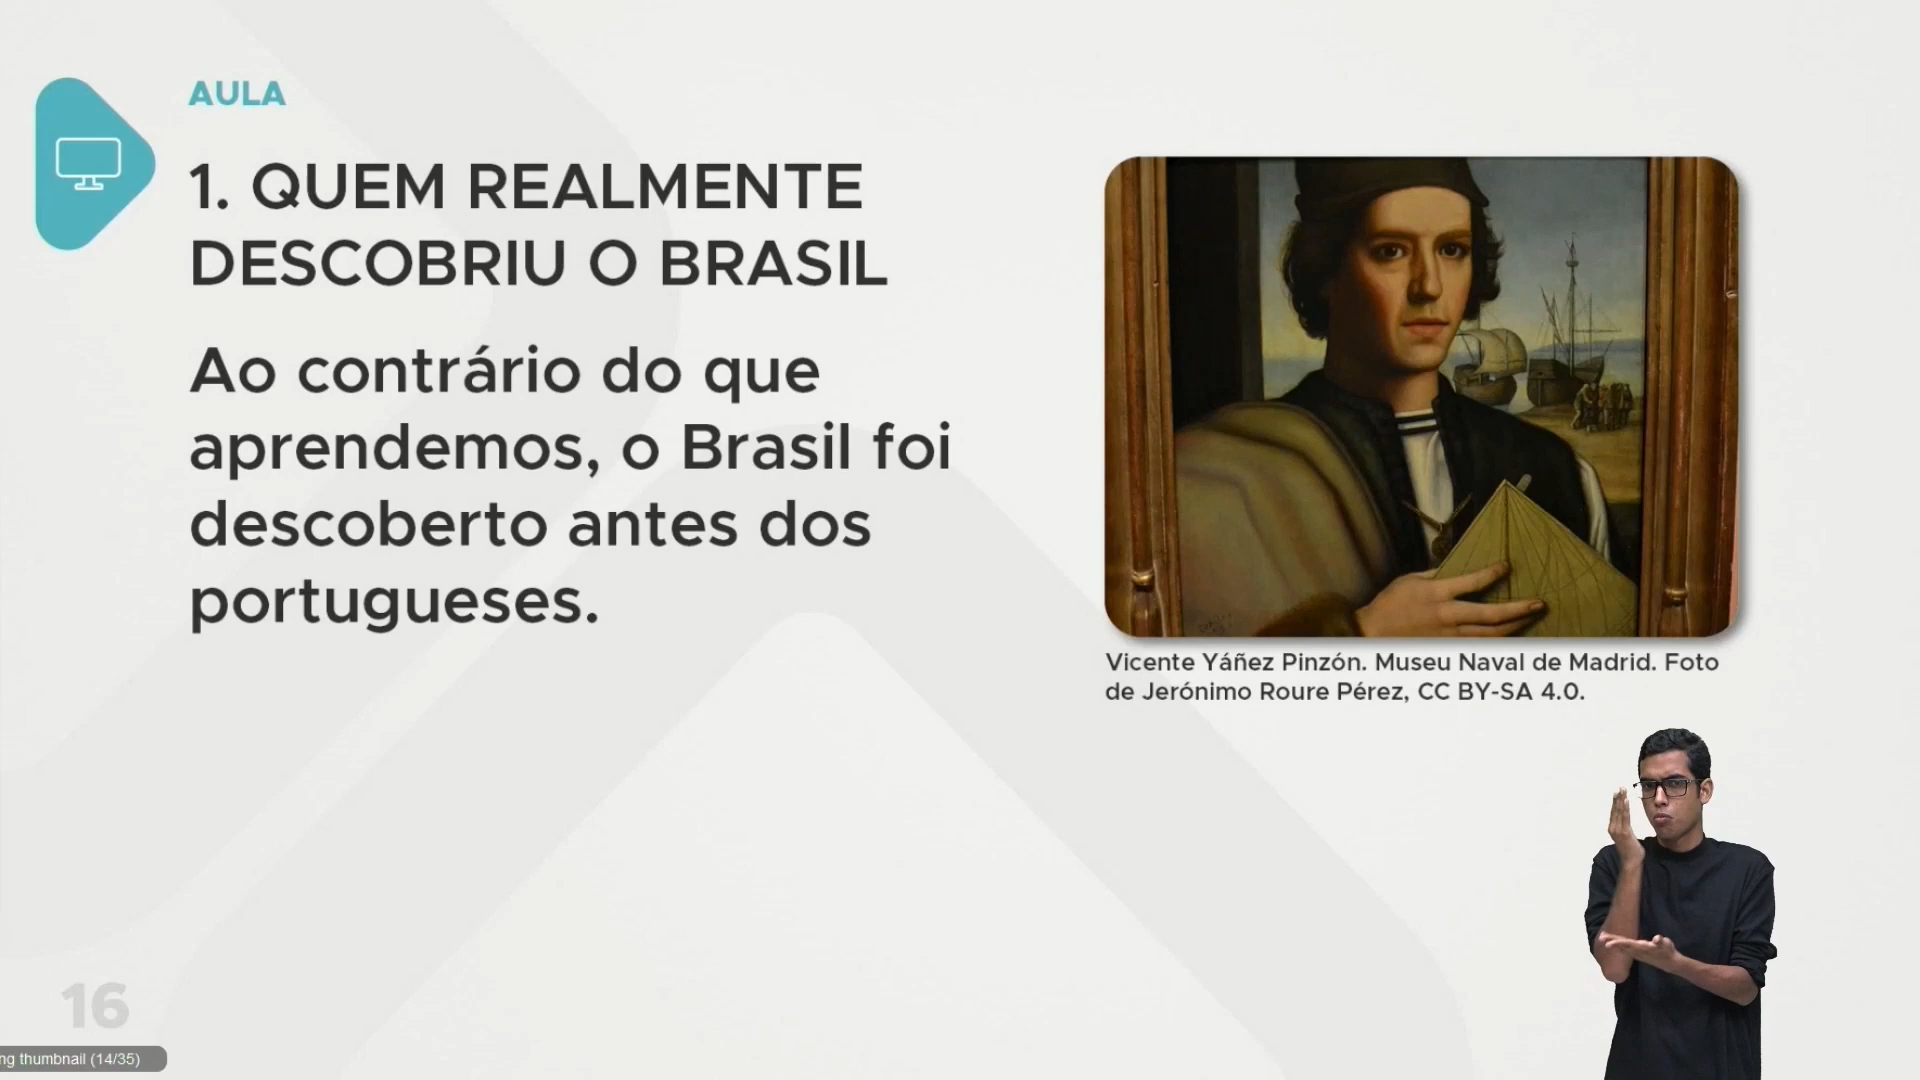 AULA
1. QUEM REALMENTE
DESCOBRIU O BRASIL
Ao contrário do que
aprendemos, o Brasil foi
descoberto antes dos
portugueses.
Vicente Yáñez Pinzón. Museu Naval de Madrid. Foto
de Jerónimo Roure Pérez, CC BY-SA 4.0.
16
ng thumbnail (14/35)